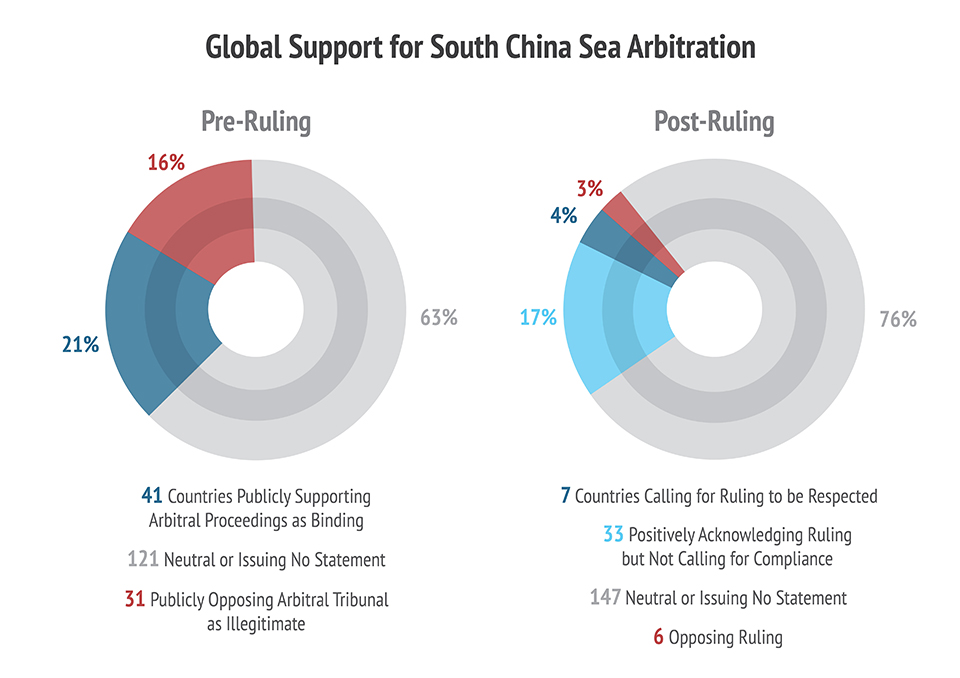 Global Support for South China Sea Arbitration
Pre-Ruling
16%
63%
21%
41 Countries Publicly Supporting
Arbitral Proceedings as Binding
121 Neutral or Issuing No Statement
31 Publicly Opposing Arbitral Tribunal
as Illegitimate
Post-Ruling
3%
4%
17%
76%
7 Countries Calling for Ruling to be Respected
33 Positively Acknowledging Ruling
but Not Calling for Compliance
147 Neutral or Issuing No Statement
6 Opposing Ruling